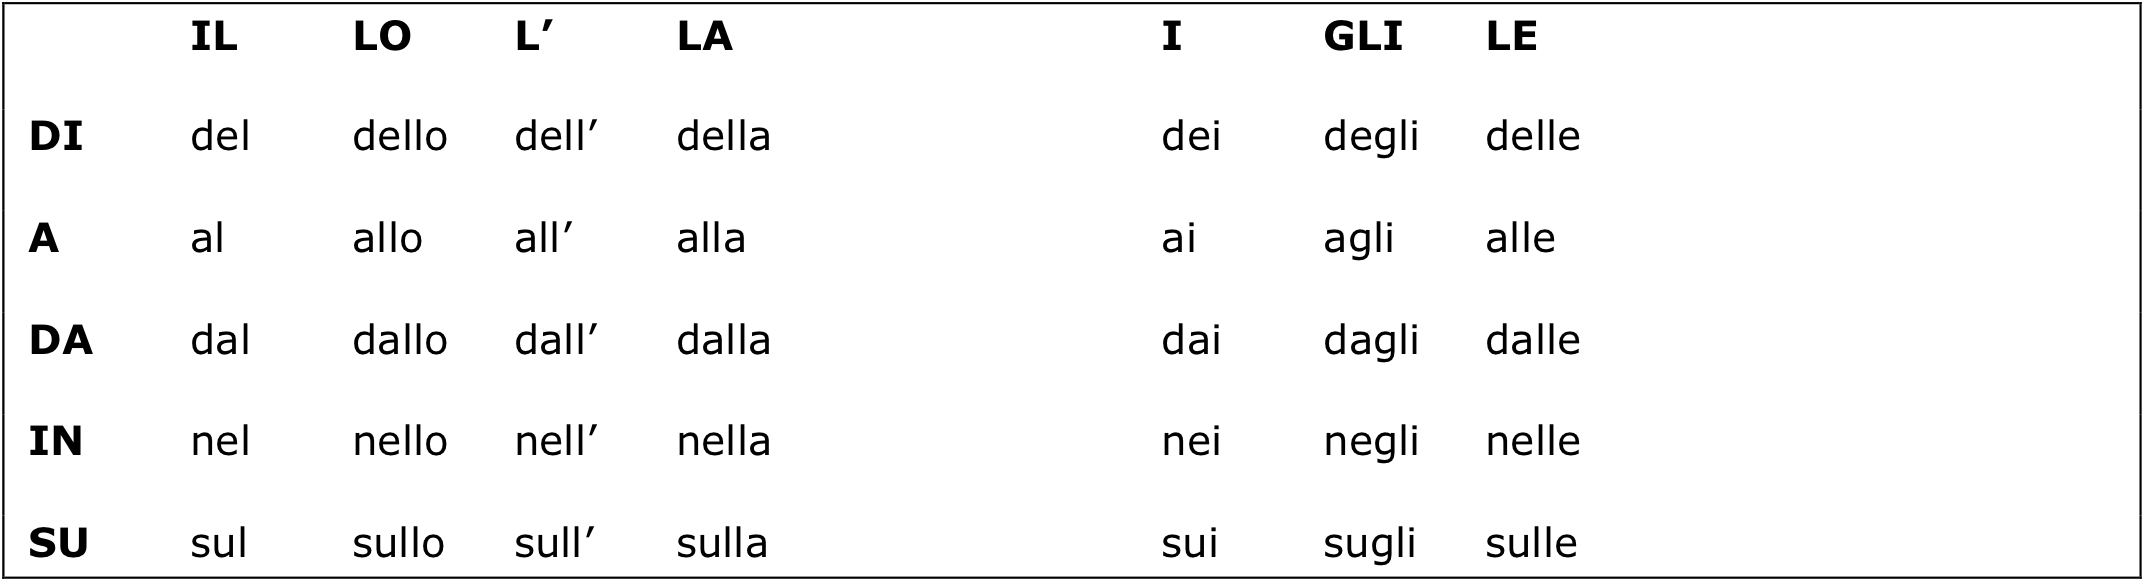 IL LO L’ LA I GLI LE
DI del dello dell’ della dei degli delle
A al allo all’ alla ai agli alle
DA dal dallo dall’ dalla dai dagli dalle
IN nel nello nell’ nella nei negli nelle
SU sul sullo sull’ sulla sui sugli sulle